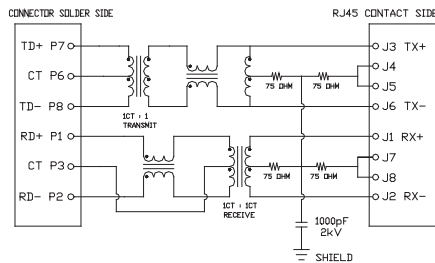 CONNECTOR SOLDER SIDE
RJ45 CONTACT SIDE
TD+ P7
J3 TX+
J4
CT P6
75 OHM
75 OHM
J5
TD- P8
J6 TX-
1CT : 1
TRANSMIT
RD+ P1
J1 RX+
J7
CT P3
75 OHM
75 OHM
J8
RD- P2
J2 RX-
1CT : 1CT
RECEIVE
1000pF
2kV
SHIELD